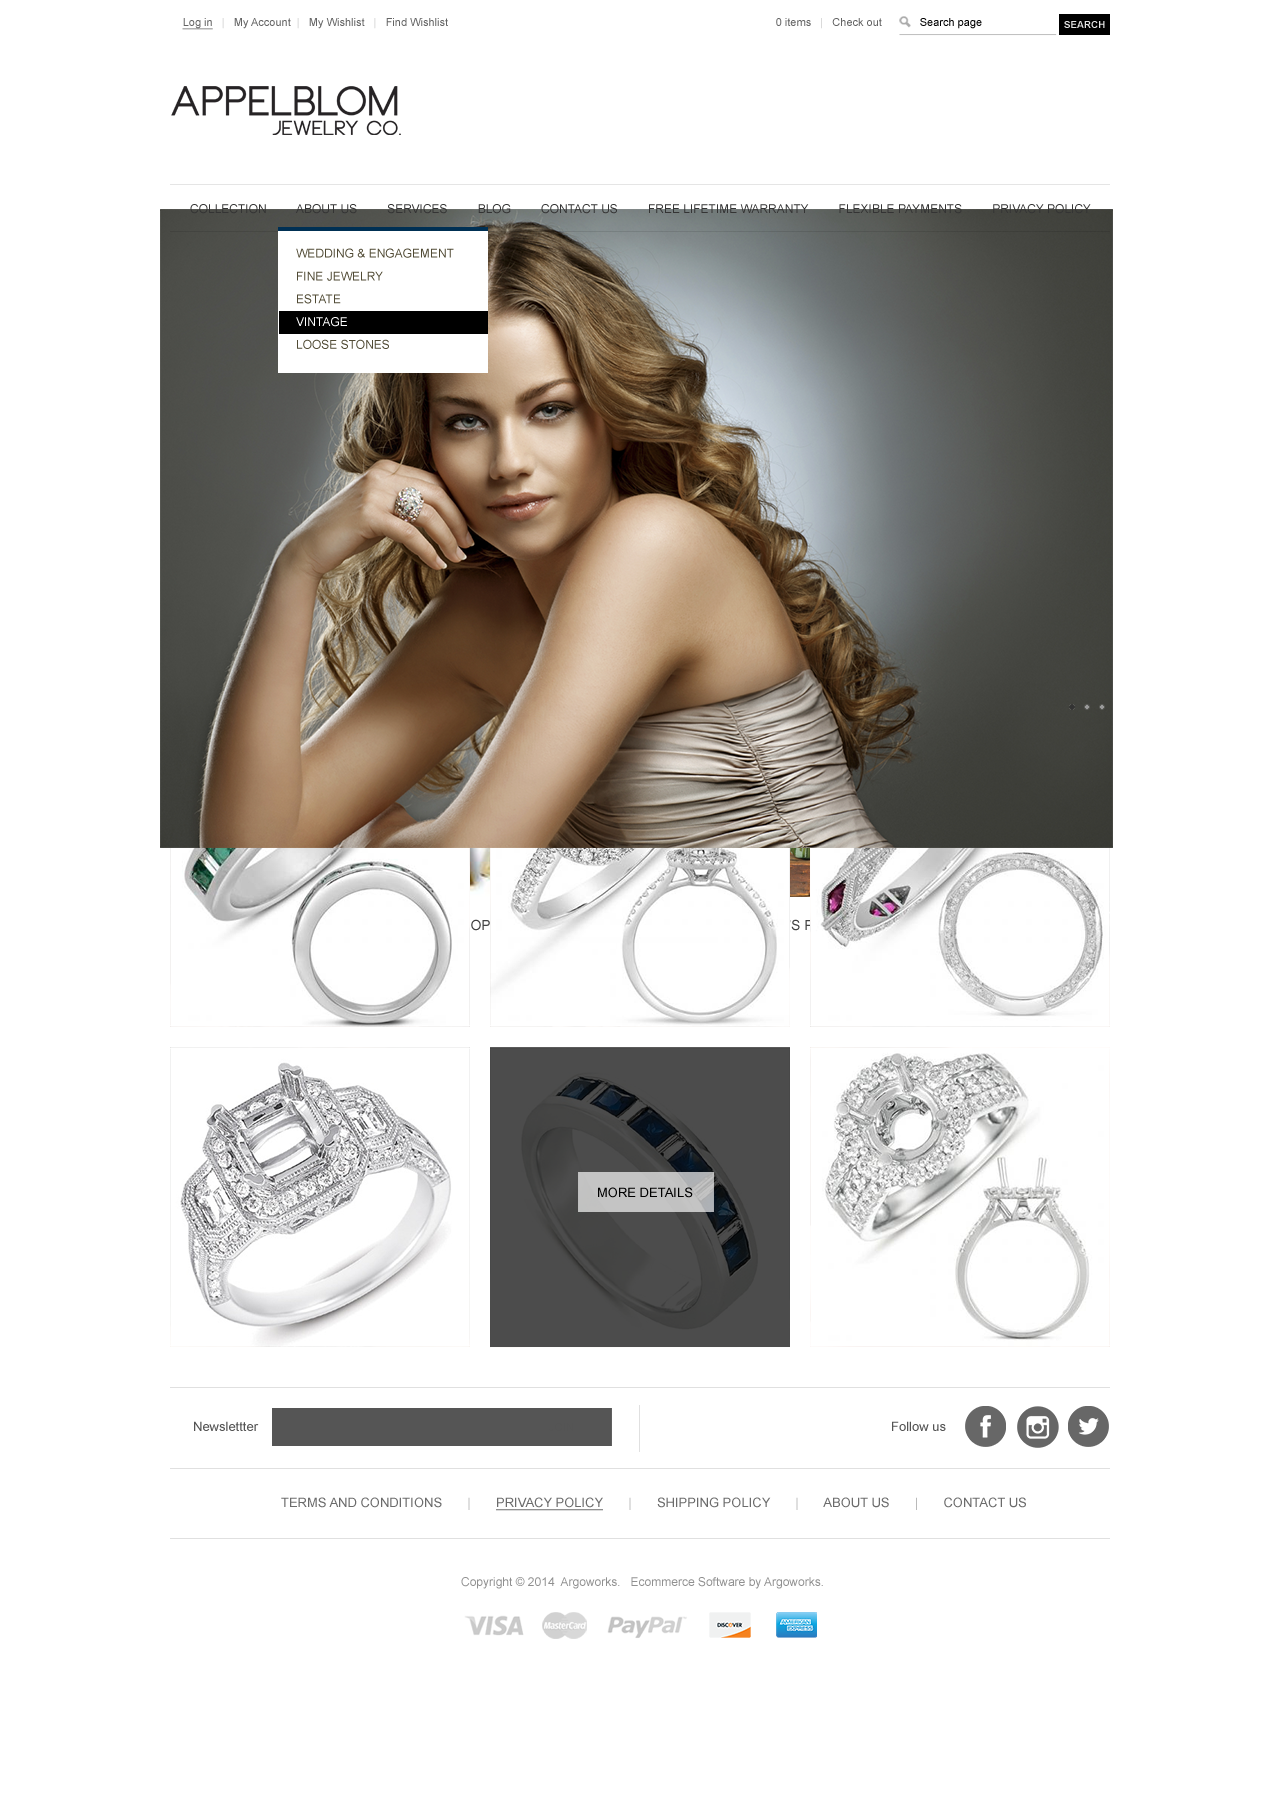 Log in | My Account | My Wishlist | Find Wishlist
0 items | Check out
Search page
SEARCH
APPELBLOM
JEWELRY CO.
COLLECTION ABOUT US SERVICES BLOG CONTACT US FREE LIFETIME WARRANTY FLEXIBLE PAYMENTS PRIVACY POLICY
WEDDING & ENGAGEMENT
FINE JEWELRY
ESTATE
VINTAGE
LOOSE STONES
OP
S
MORE DETAILS
Newslettter
Follow us
TERMS AND CONDITIONS | PRIVACY POLICY | SHIPPING POLICY | ABOUT US | CONTACT US
Copyright © 2014 Argoworks. Ecommerce Software by Argoworks.
VISA MasterCard PayPal DISCOVER AMERICAN EXPRESS